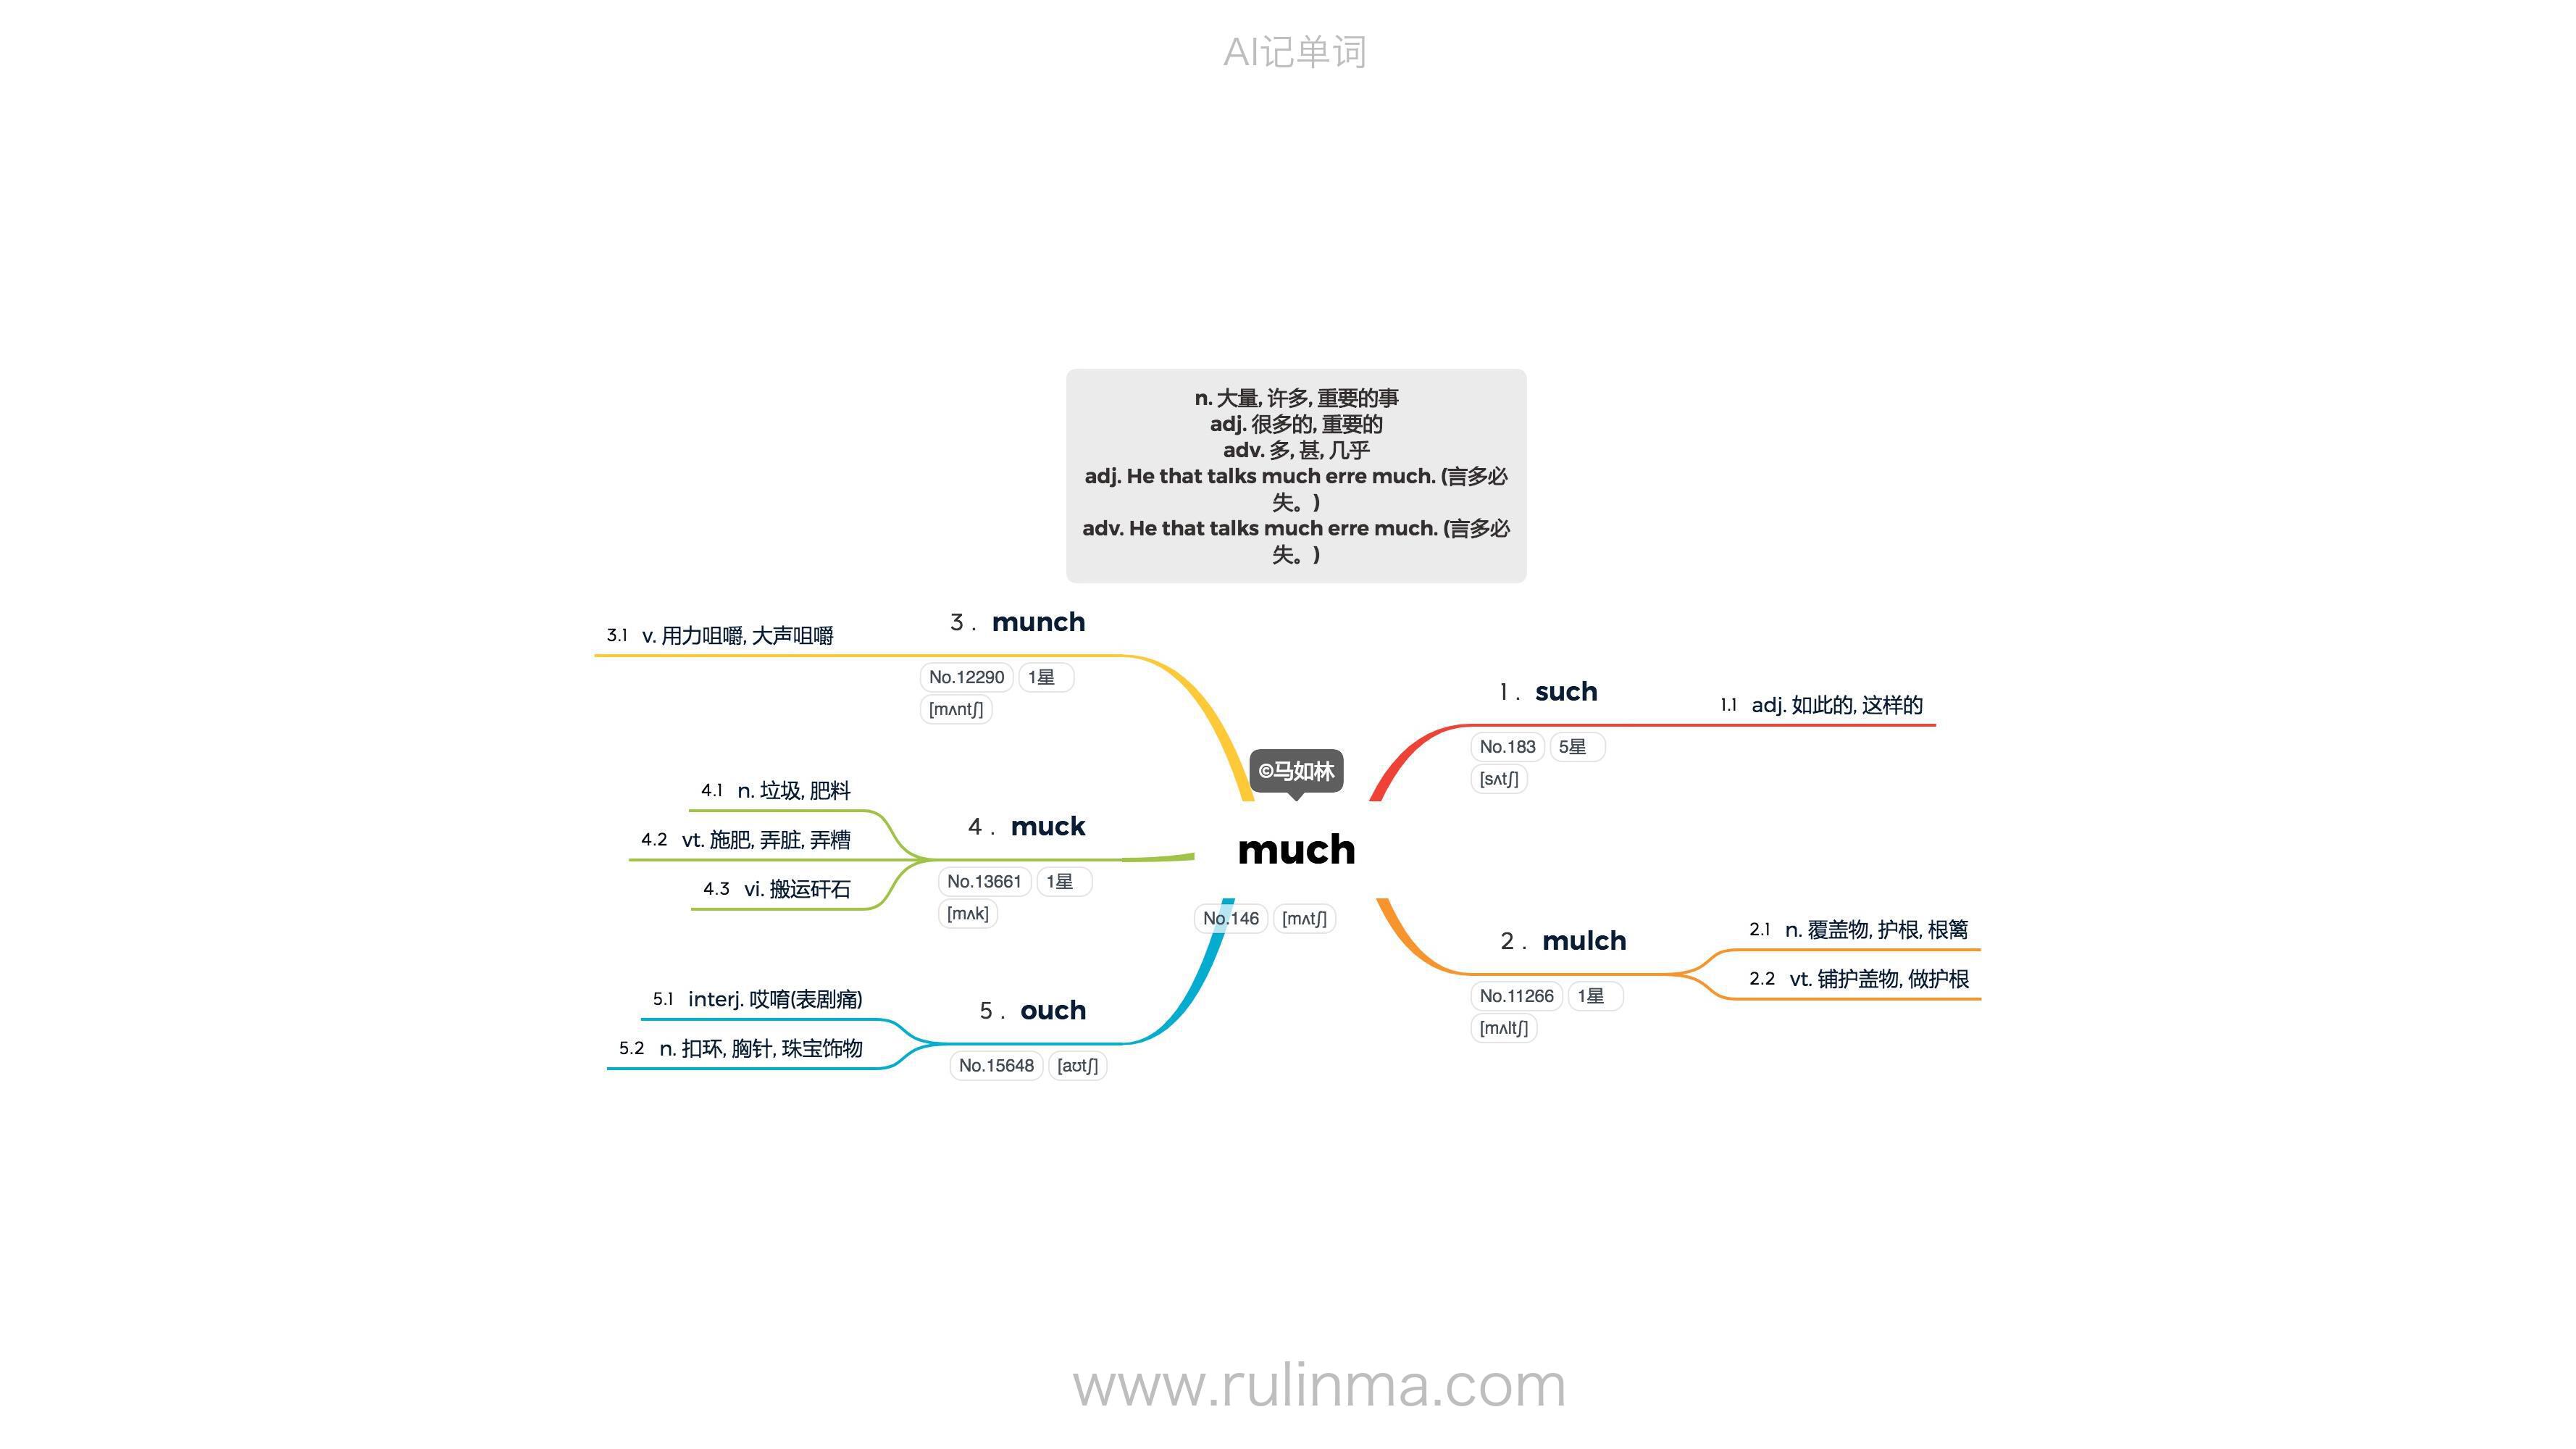 AI记单词
n. 大量, 许多, 重要的事
adj. 很多的, 重要的
adv. 多, 甚, 几乎
adj. He that talks much erre much. (言多必
失。)
adv. He that talks much erre much. (言多必
失。)
©马如林
much
No.146 [mʌtʃ]
1 . such
No.183 5星
[sʌtʃ]
1.1 adj. 如此的, 这样的
2 . mulch
No.11266 1星
[mʌltʃ]
2.1 n. 覆盖物, 护根, 根篱
2.2 vt. 铺护盖物, 做护根
3 . munch
No.12290 1星
[mʌntʃ]
3.1 v. 用力咀嚼, 大声咀嚼
4 . muck
No.13661 1星
[mʌk]
4.1 n. 垃圾, 肥料
4.2 vt. 施肥, 弄脏, 弄糟
4.3 vi. 搬运矸石
5 . ouch
No.15648 [aʊtʃ]
5.1 interj. 哎唷(表剧痛)
5.2 n. 扣环, 胸针, 珠宝饰物
www.rulinma.com